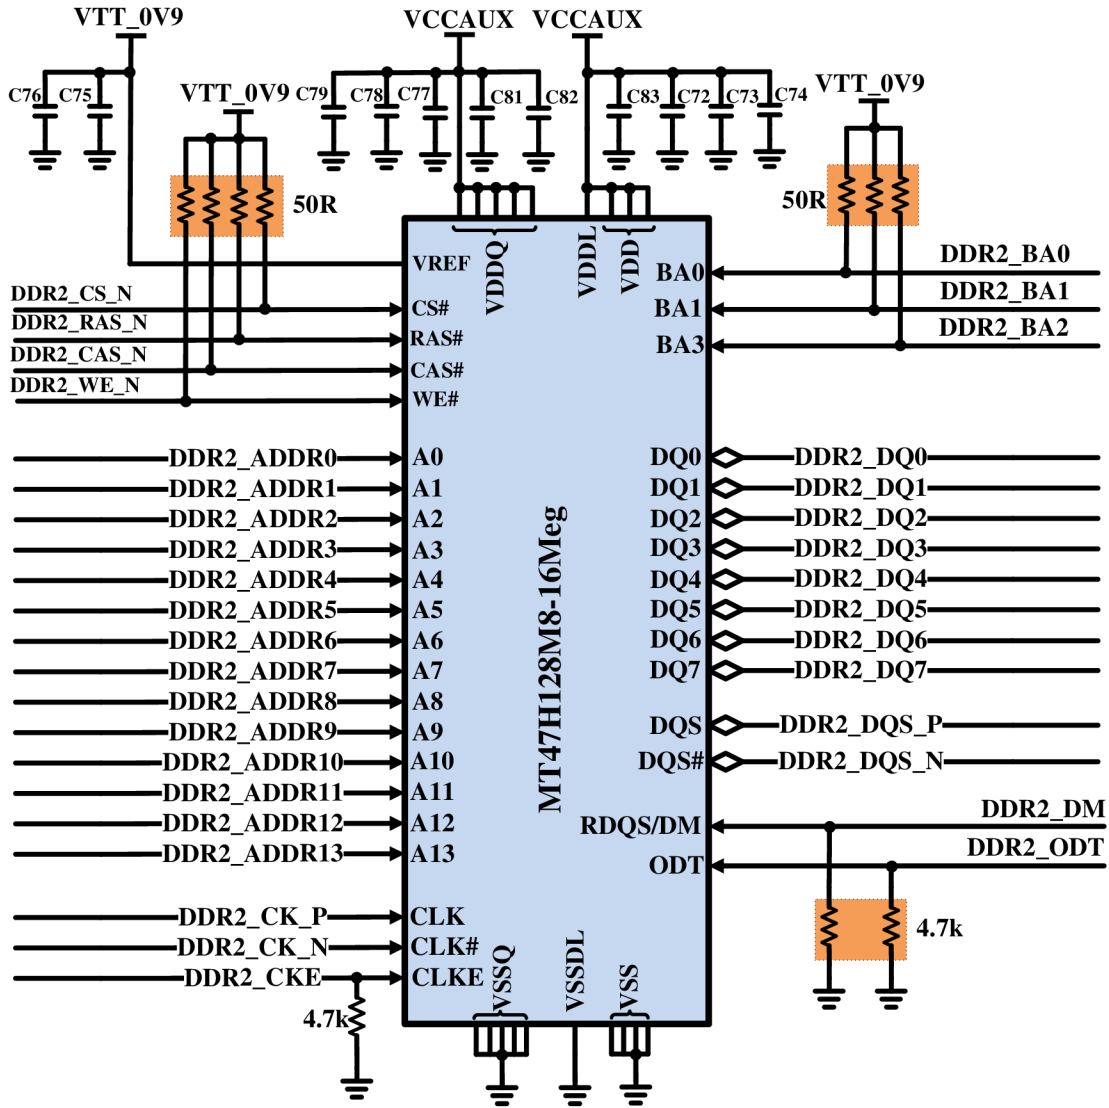 VTT_0V9
VCCAUX
VCCAUX
C76
C75
VTT_0V9
C79
C78
C77
C81
C82
C83
C72
C73
C74
VTT_0V9
50R
50R
VREF
VDDQ
VDDL
VDD
BA0
DDR2_BA0
DDR2_CS_N
CS#
BA1
DDR2_BA1
DDR2_RAS_N
RAS#
BA3
DDR2_BA2
DDR2_CAS_N
CAS#
DDR2_WE_N
WE#
DDR2_ADDR0
A0
DQ0
DDR2_DQ0
DDR2_ADDR1
A1
DQ1
DDR2_DQ1
DDR2_ADDR2
A2
DQ2
DDR2_DQ2
DDR2_ADDR3
A3
DQ3
DDR2_DQ3
DDR2_ADDR4
A4
DQ4
DDR2_DQ4
DDR2_ADDR5
A5
DQ5
DDR2_DQ5
DDR2_ADDR6
A6
DQ6
DDR2_DQ6
DDR2_ADDR7
A7
DQ7
DDR2_DQ7
MT47H128M8-16Meg
DDR2_ADDR8
A8
DDR2_ADDR9
A9
DQS
DDR2_DQS_P
DDR2_ADDR10
A10
DQS#
DDR2_DQS_N
DDR2_ADDR11
A11
DDR2_ADDR12
A12
RDQS/DM
DDR2_DM
DDR2_ADDR13
A13
ODT
DDR2_ODT
DDR2_CK_P
CLK
4.7k
DDR2_CK_N
CLK#
DDR2_CKE
CLKE
VSSQ
VSSDL
VSS
4.7k